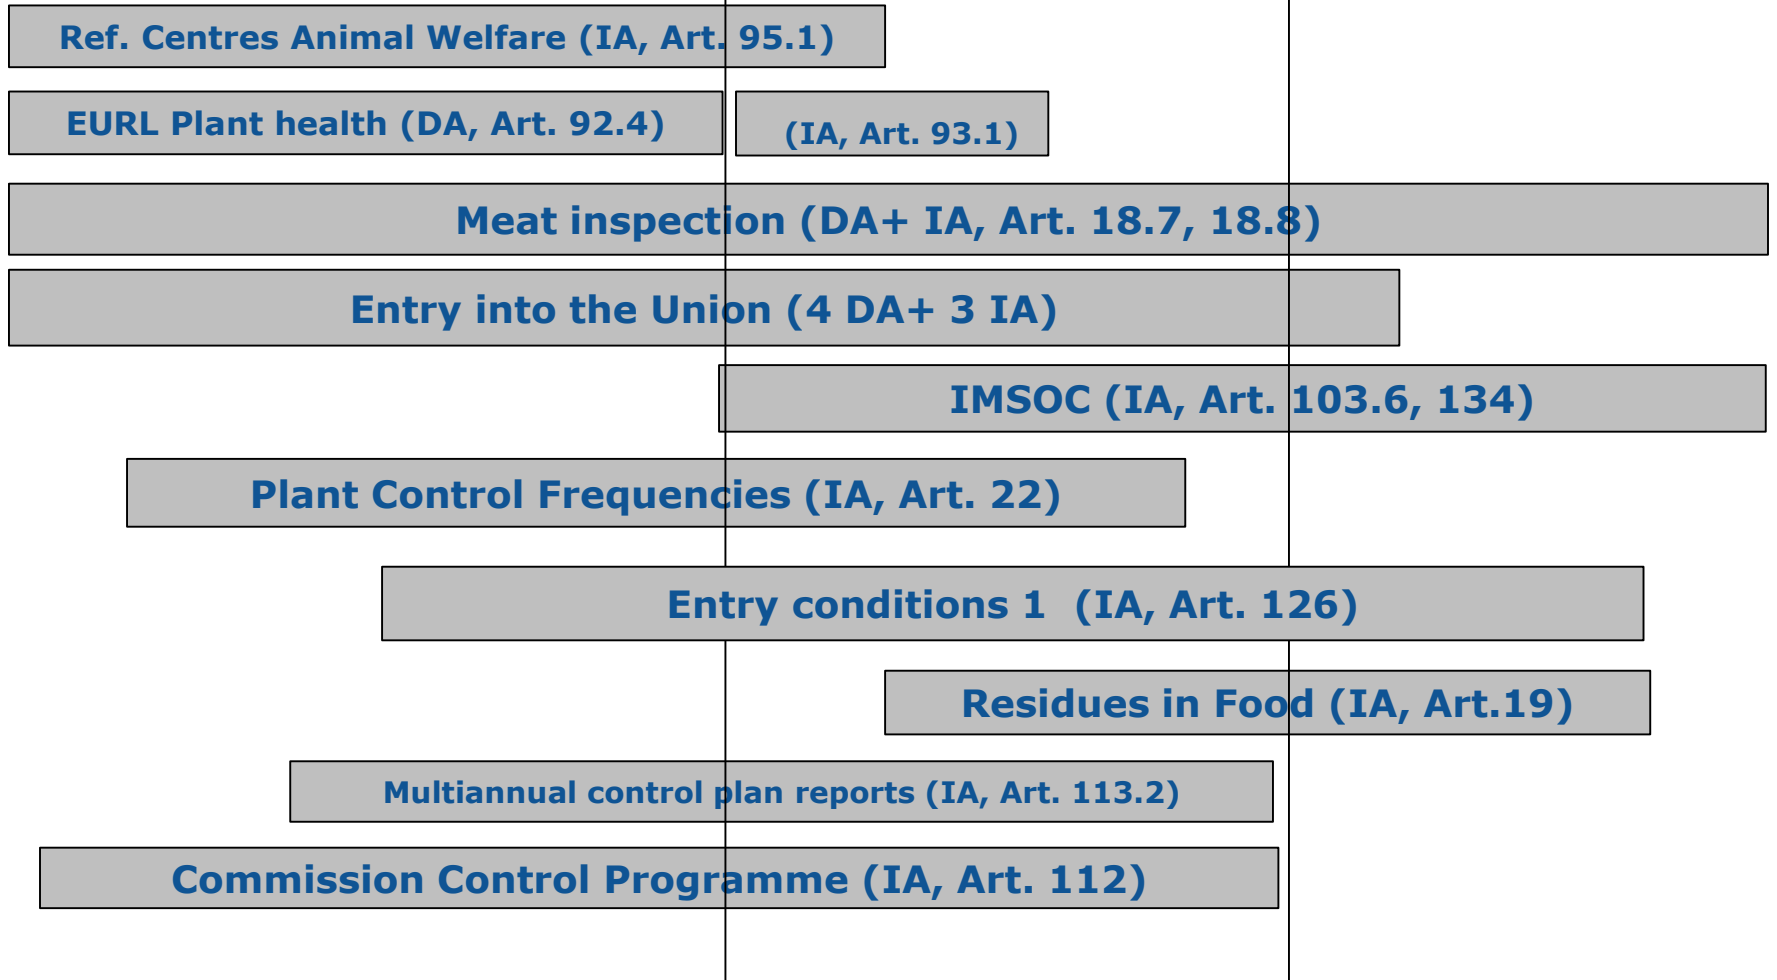 Ref. Centres Animal Welfare (IA, Art. 95.1)
EURL Plant health (DA, Art. 92.4)
(IA, Art. 93.1)
Meat inspection (DA+ IA, Art. 18.7, 18.8)
Entry into the Union (4 DA+ 3 IA)
IMSOC (IA, Art. 103.6, 134)
Plant Control Frequencies (IA, Art. 22)
Entry conditions 1 (IA, Art. 126)
Residues in Food (IA, Art.19)
Multiannual control plan reports (IA, Art. 113.2)
Commission Control Programme (IA, Art. 112)